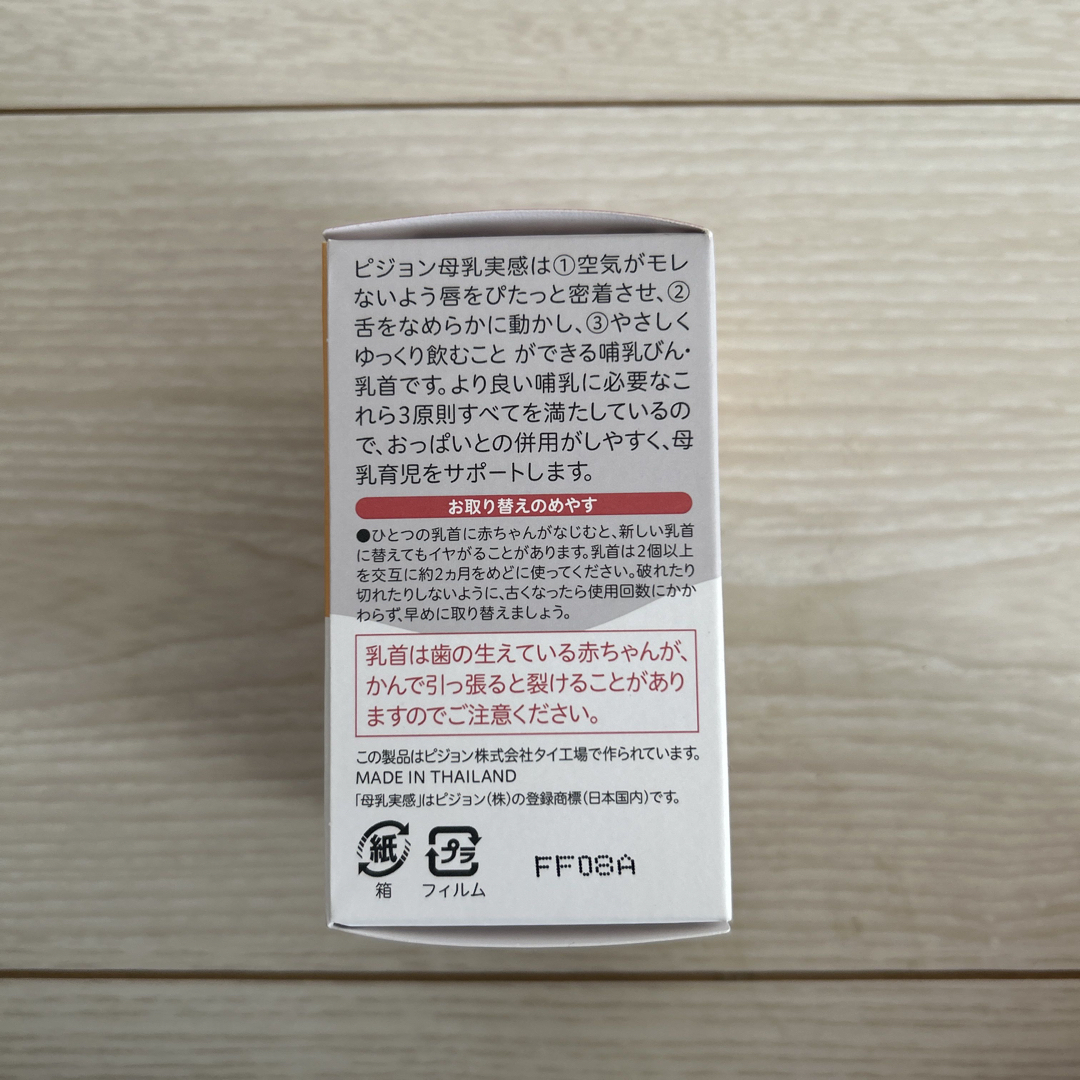 ピジョン母乳実感は①空気がモレ
ないよう唇をぴたっと密着させ、②
舌をなめらかに動かし、③やさしく
ゆっくり飲むこと ができる哺乳びん・
乳首です。より良い哺乳に必要なこ
れら3原則すべてを満たしているの
で、おっぱいとの併用がしやすく、母
乳育児をサポートします。
お取り替えのめやす
●ひとつの乳首に赤ちゃんがなじむと、新しい乳首
に替えてもイヤがることがあります。乳首は2個以上
を交互に約2ヵ月をめどに使ってください。破れたり
切れたりしないように、古くなったら使用回数にかか
わらず、早めに取り替えましょう。
乳首は歯の生えている赤ちゃんが、
かんで引っ張ると裂けることがあり
ますのでご注意ください。
この製品はピジョン株式会社タイ工場で作られています。
MADE IN THAILAND
「母乳実感」はピジョン(株)の登録商標(日本国内)です。
紙 プラ
箱 フィルム
FF08A